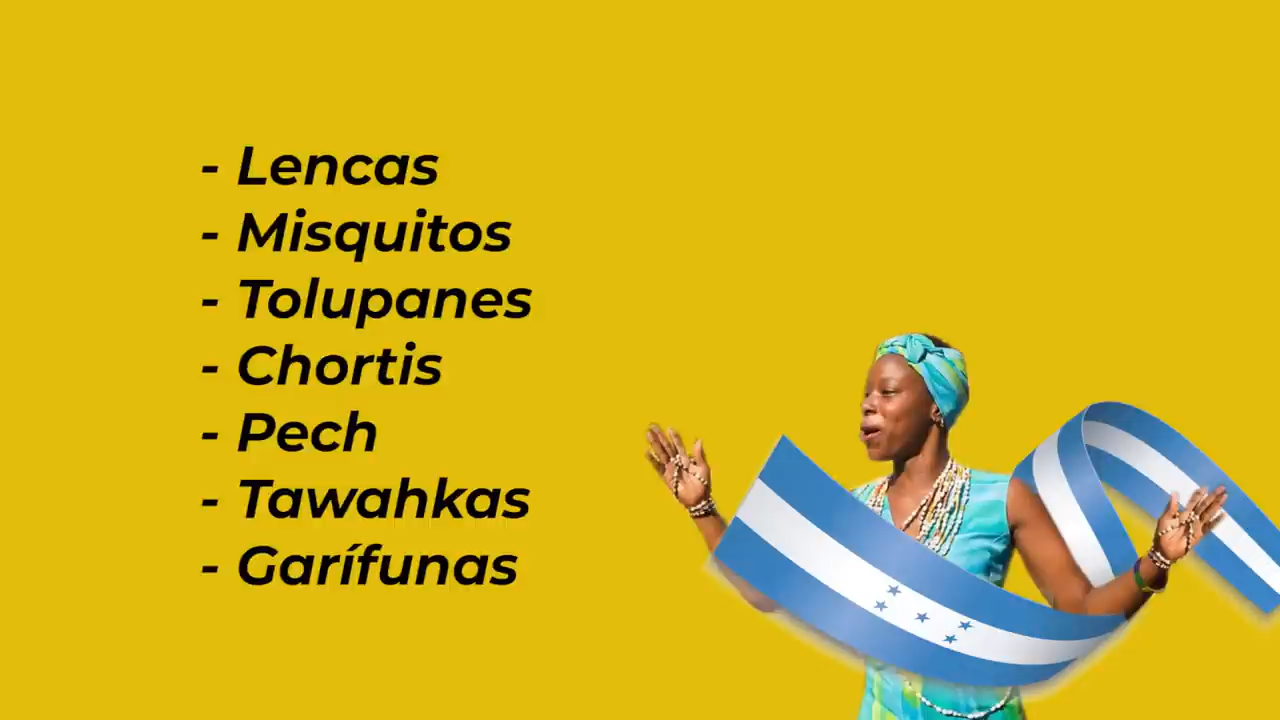 - Lencas
- Misquitos
- Tolupanes
- Chortis
- Pech
- Tawahkas
- Garífunas